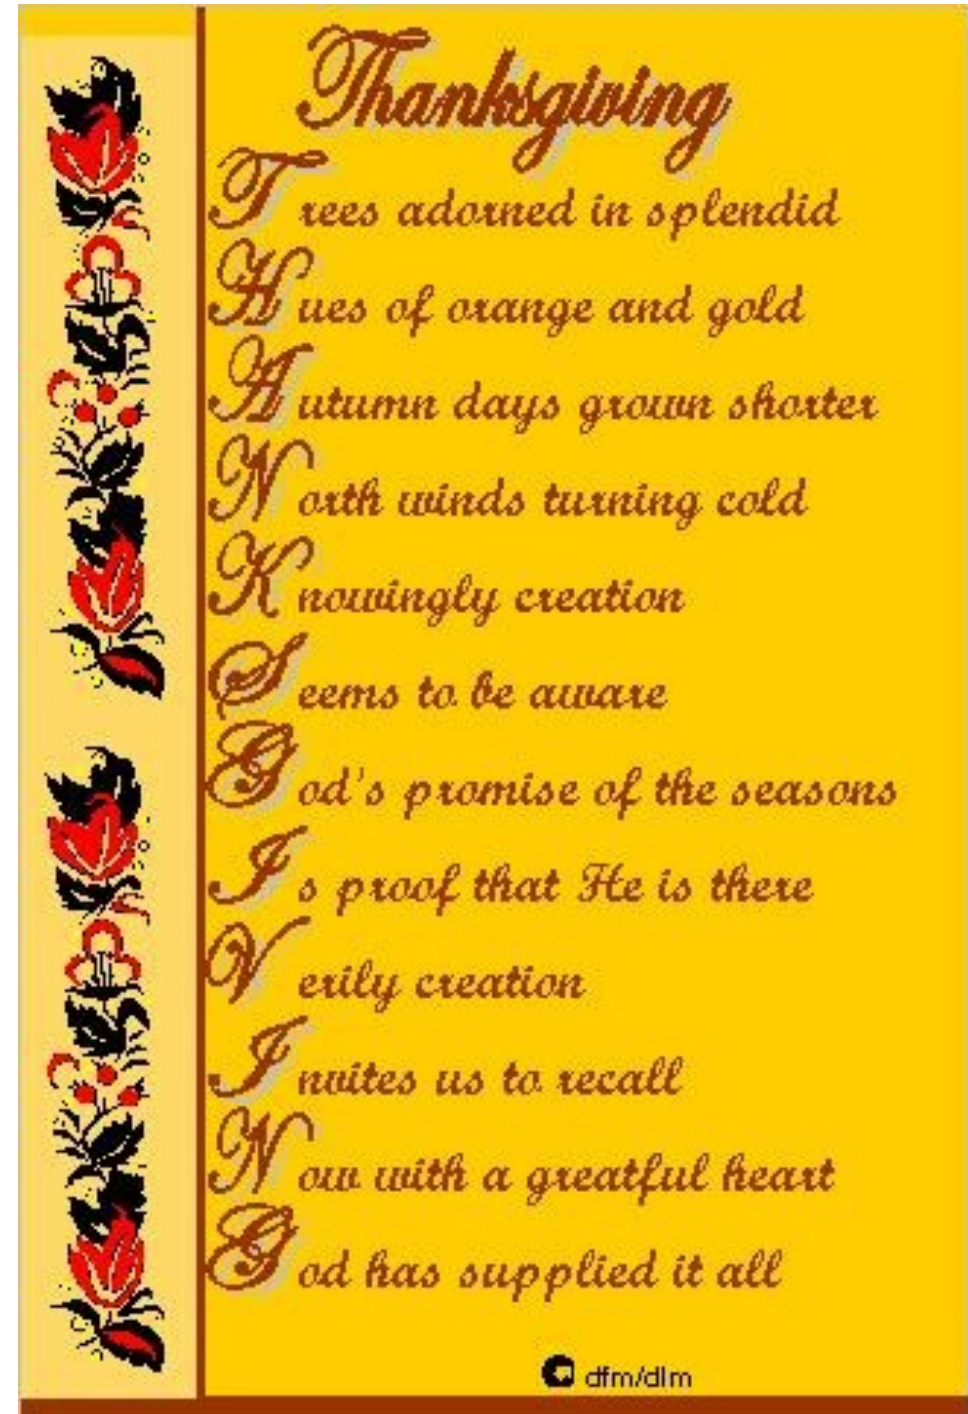 Thanksgiving
Trees adorned in splendid
Hues of orange and gold
Autumn days grown shorter
North winds turning cold
Knowingly creation
Seems to be aware
God's promise of the seasons
Is proof that He is there
Verily creation
Invites us to recall
Now with a greatful heart
God has supplied it all
dfm/dlm